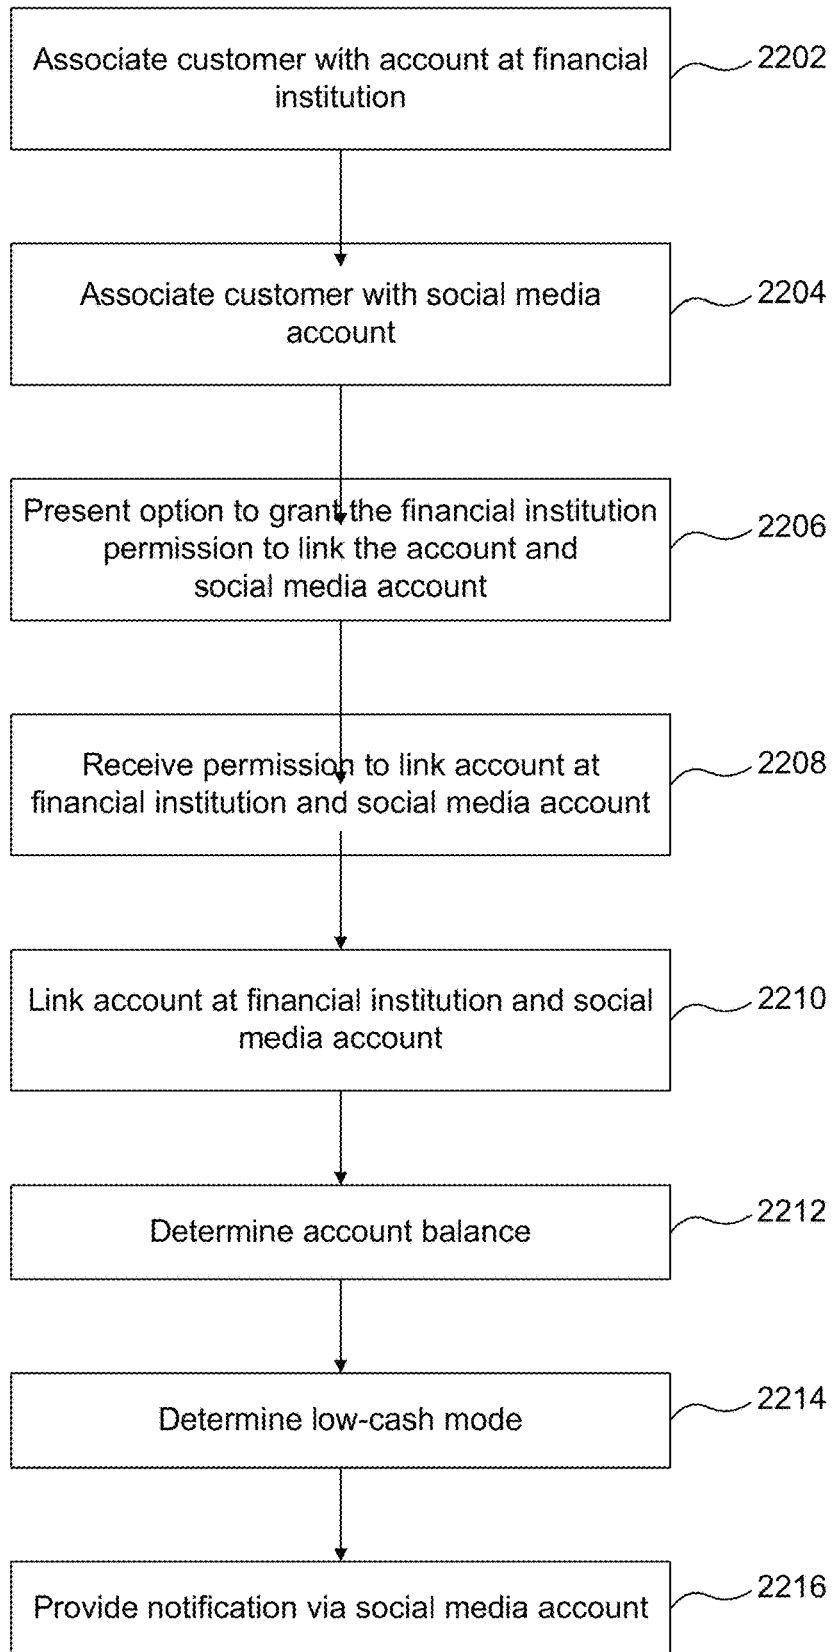 Associate customer with account at financial
institution
2202
Associate customer with social media
account
2204
Present option to grant the financial institution
permission to link the account and
social media account
2206
Receive permission to link account at
financial institution and social media account
2208
Link account at financial institution and social
media account
2210
Determine account balance
2212
Determine low-cash mode
2214
Provide notification via social media account
2216